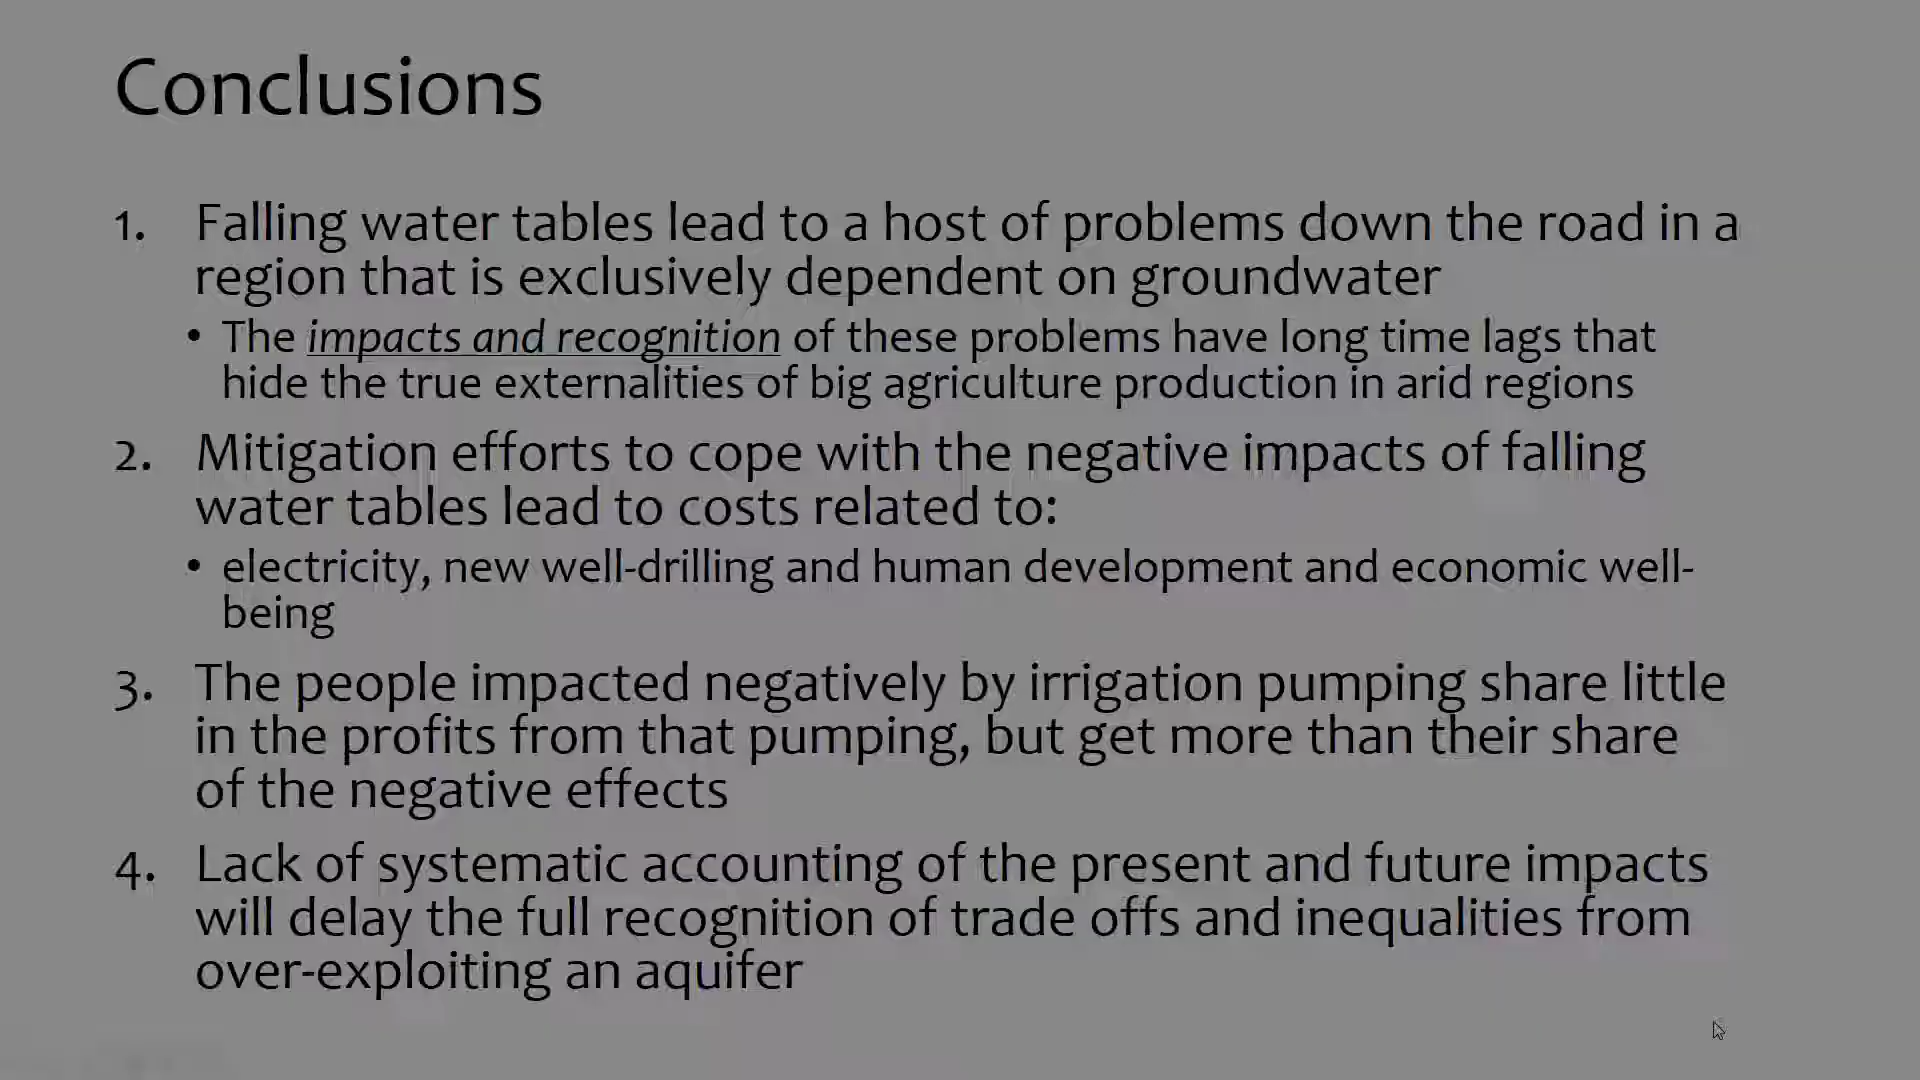 Conclusions
1. Falling water tables lead to a host of problems down the road in a
region that is exclusively dependent on groundwater
• The impacts and recognition of these problems have long time lags that
hide the true externalities of big agriculture production in arid regions
2. Mitigation efforts to cope with the negative impacts of falling
water tables lead to costs related to:
• electricity, new well-drilling and human development and economic well-
being
3. The people impacted negatively by irrigation pumping share little
in the profits from that pumping, but get more than their share
of the negative effects
4. Lack of systematic accounting of the present and future impacts
will delay the full recognition of trade offs and inequalities from
over-exploiting an aquifer